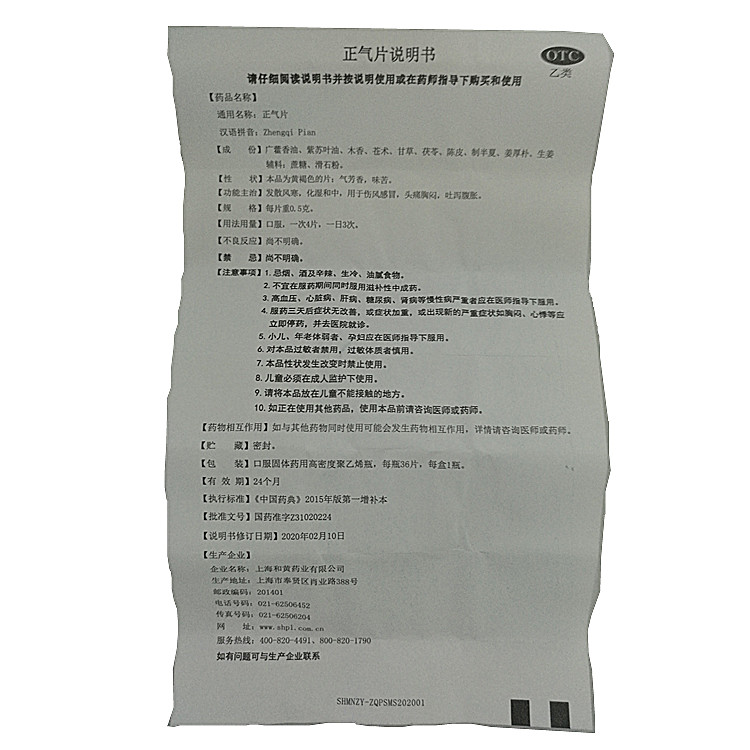 正气片说明书
OTC
乙类
请仔细阅读说明书并按说明使用或在药师指导下购买和使用
【药品名称】
通用名称：正气片
汉语拼音：Zhengqi Pian
【成　份】广藿香油、紫苏叶油、木香、苍术、甘草、茯苓、陈皮、制半夏、姜厚朴、生姜
辅料：蔗糖、滑石粉。
【性　状】本品为黄褐色的片；气芳香，味苦。
【功能主治】发散风寒，化湿和中，用于伤风感冒，头痛胸闷，吐泻腹胀。
【规　格】每片重0.5克。
【用法用量】口服，一次4片，一日3次。
【不良反应】尚不明确。
【禁　忌】尚不明确。
【注意事项】1. 忌烟、酒及辛辣、生冷、油腻食物。
2. 不宜在服药期间同时服用滋补性中成药。
3. 高血压、心脏病、肝病、糖尿病、肾病等慢性病严重者应在医师指导下服用。
4. 服药三天后症状无改善，或症状加重，或出现新的严重症状如胸闷、心悸等应
立即停药，并去医院就诊。
5. 小儿、年老体弱者、孕妇应在医师指导下服用。
6. 对本品过敏者禁用，过敏体质者慎用。
7. 本品性状发生改变时禁止使用。
8. 儿童必须在成人监护下使用。
9. 请将本品放在儿童不能接触的地方。
10. 如正在使用其他药品，使用本品前请咨询医师或药师。
【药物相互作用】如与其他药物同时使用可能会发生药物相互作用，详情请咨询医师或药师。
【贮　藏】密封。
【包　装】口服固体药用高密度聚乙烯瓶，每瓶36片，每盒1瓶。
【有 效 期】24个月
【执行标准】《中国药典》2015年版第一增补本
【批准文号】国药准字Z31020224
【说明书修订日期】2020年02月10日
【生产企业】
企业名称：上海和黄药业有限公司
生产地址：上海市奉贤区肖业路388号
邮政编码：201401
电话号码：021-62506452
传真号码：021-62506204
网　址：www.shpl.com.cn
服务热线：400-820-4491、800-820-1790
如有问题可与生产企业联系
SHMNZY-ZQPSMS202001